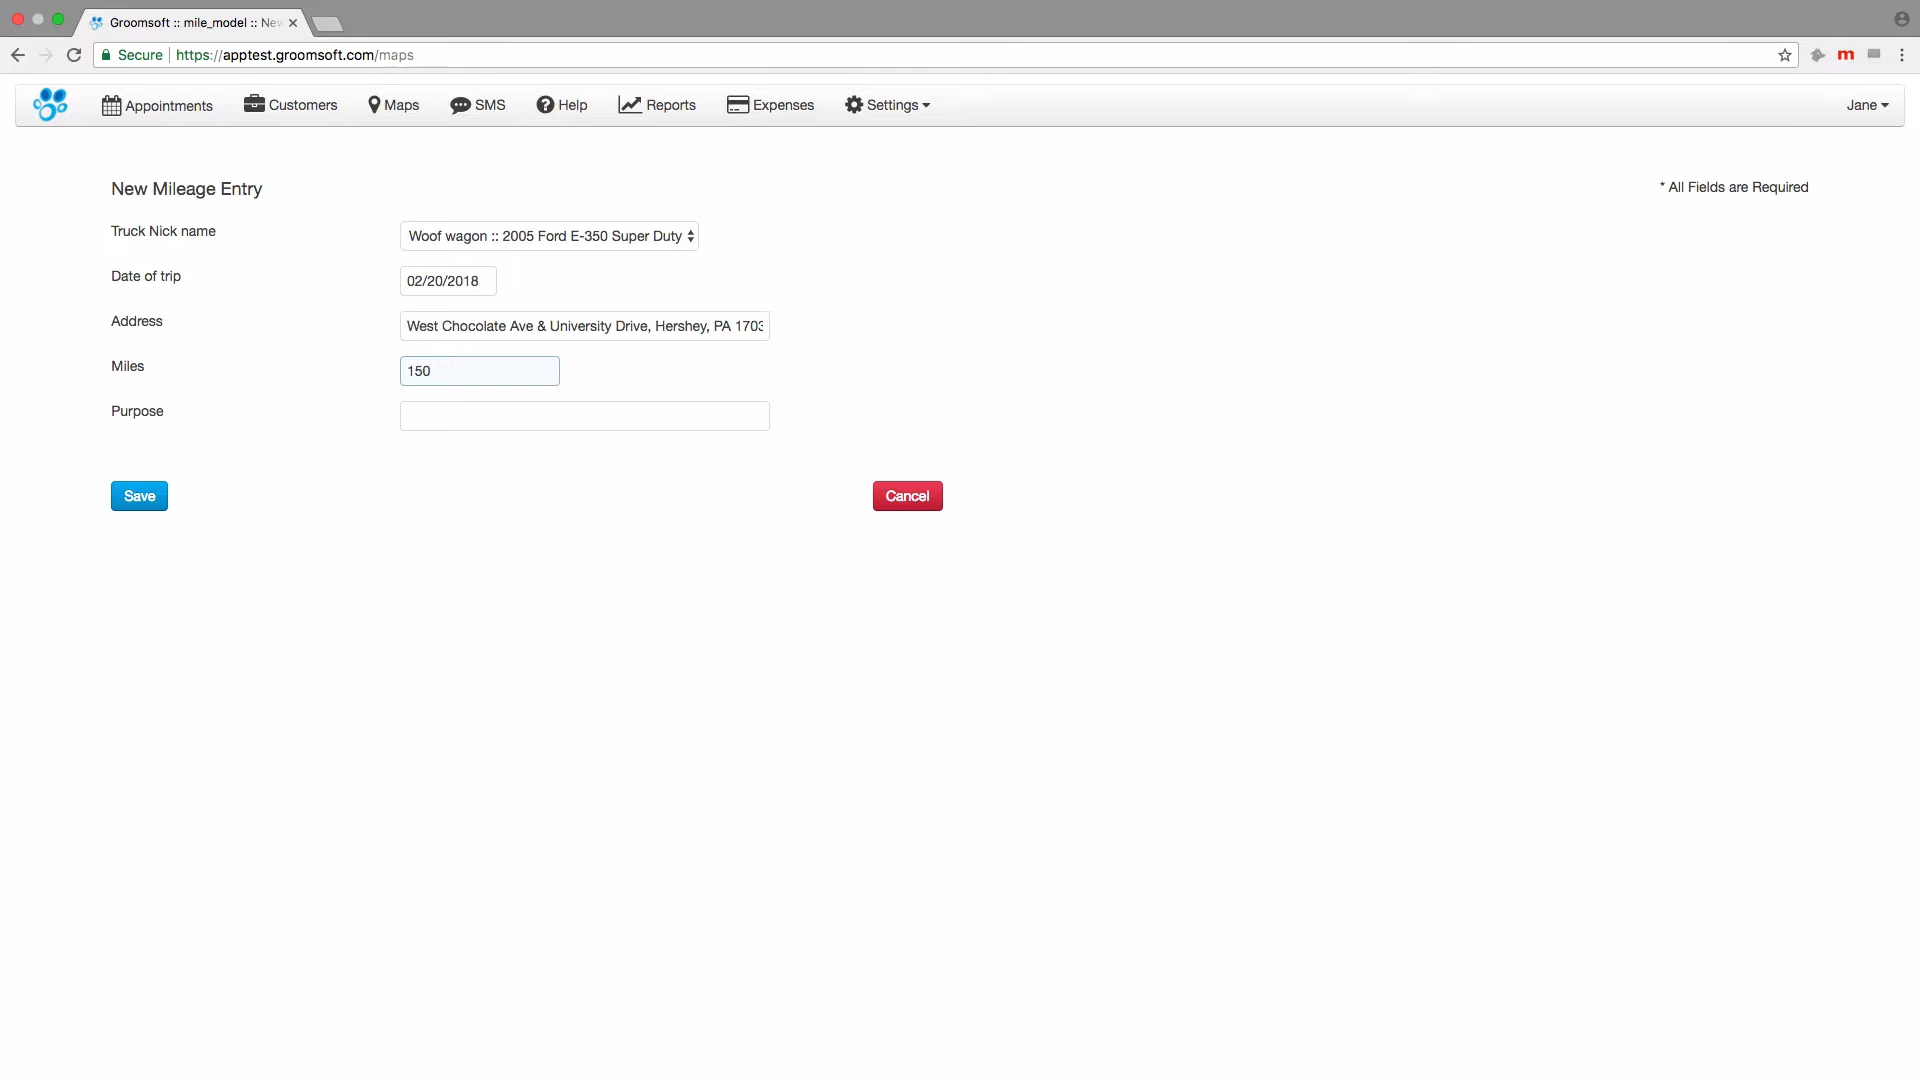 Groomsoft :: mile_model :: New
Secure https://apptest.groomsoft.com/maps
m
Appointments Customers Maps SMS Help Reports Expenses Settings Jane
New Mileage Entry
* All Fields are Required
Truck Nick name
Woof wagon :: 2005 Ford E-350 Super Duty
Date of trip
02/20/2018
Address
West Chocolate Ave & University Drive, Hershey, PA 1703
Miles
150
Purpose
Save Cancel